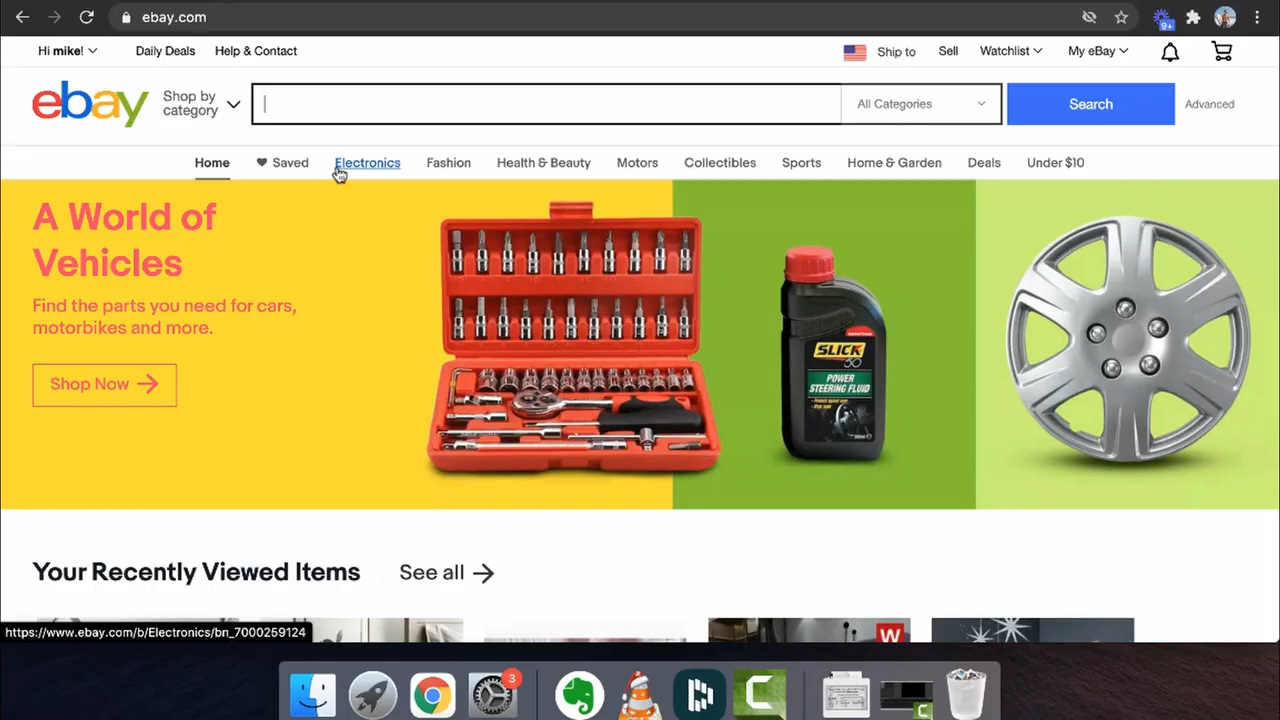 ebay.com
9+
Hi mike!
Daily Deals
Help & Contact
Ship to
Sell
Watchlist
My eBay
ebay
Shop by
category
All Categories
Search
Advanced
Home
Saved
Electronics
Fashion
Health & Beauty
Motors
Collectibles
Sports
Home & Garden
Deals
Under $10
A World of
Vehicles
Find the parts you need for cars,
motorbikes and more.
Shop Now
SLICK
50
POWER
STEERING FLUID
Your Recently Viewed Items
See all
W
https://www.ebay.com/b/Electronics/bn_7000259124
3
C
C